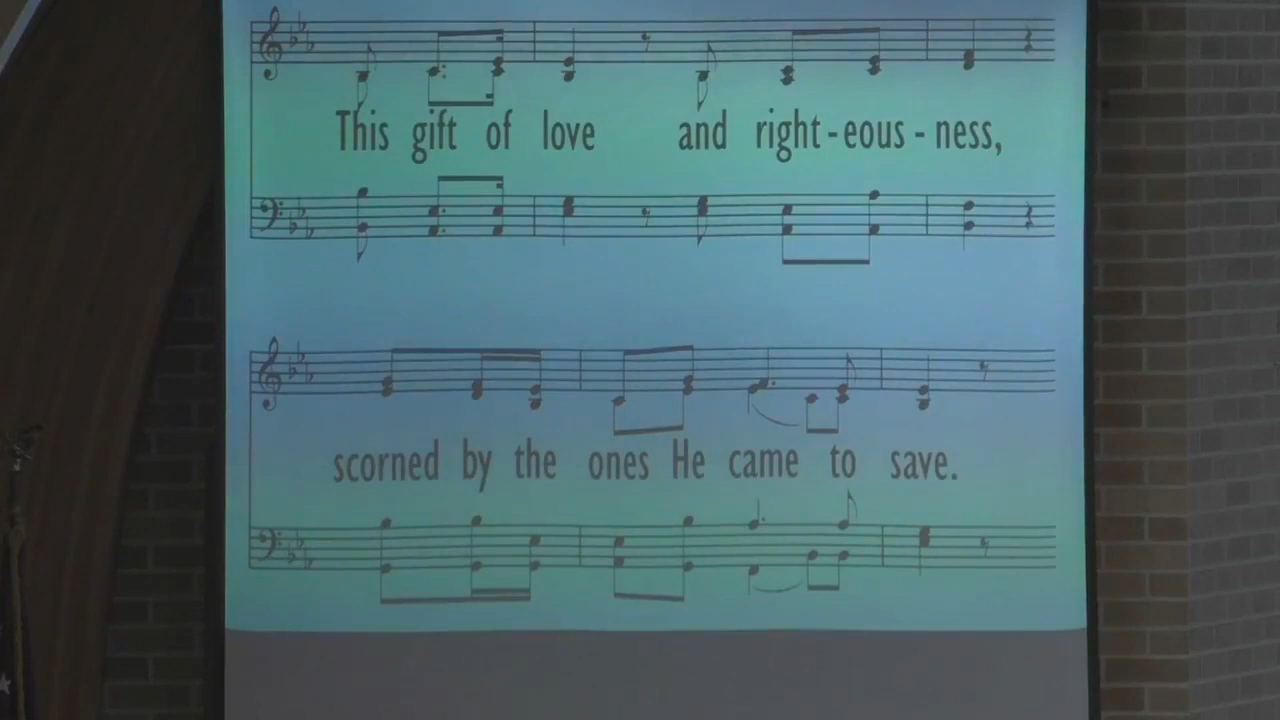 This gift of love and right-eous-ness,
scorned by the ones He came to save.